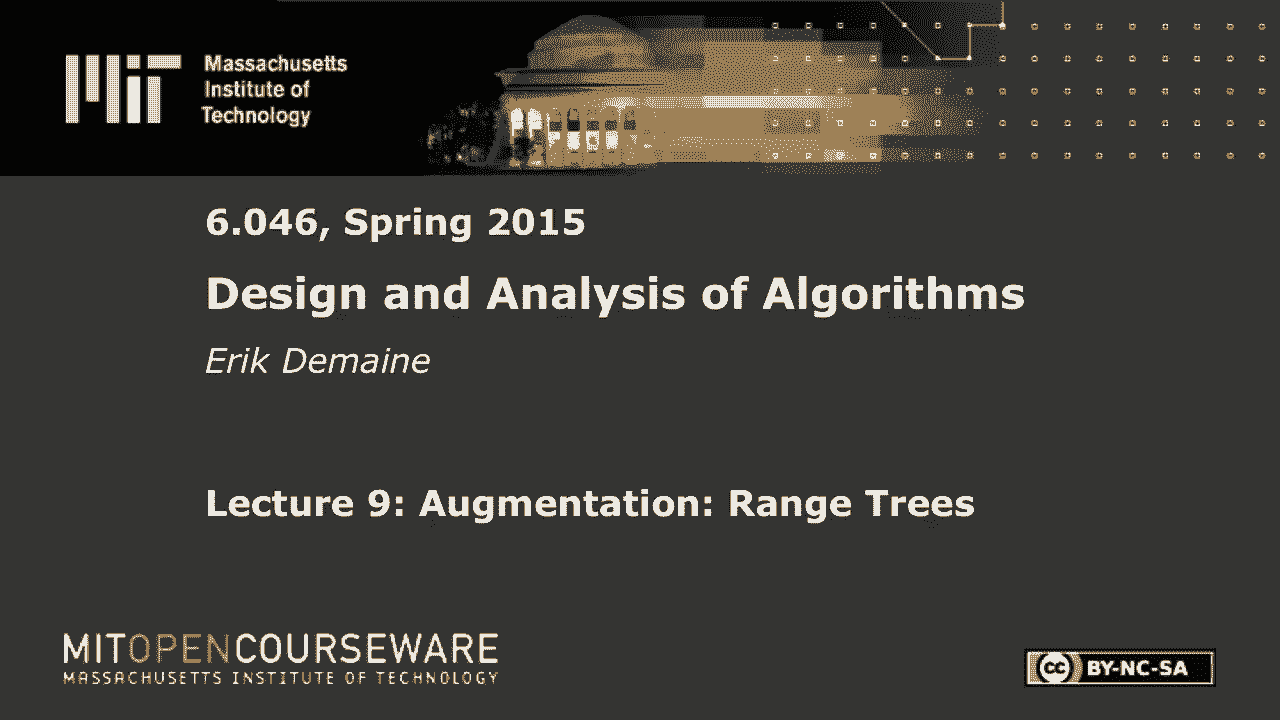 Massachusetts
Institute of
Technology
6.046, Spring 2015
Design and Analysis of Algorithms
Erik Demaine
Lecture 9: Augmentation: Range Trees
MITOPENCOURSEWARE
MASSACHUSETTS INSTITUTE OF TECHNOLOGY
cc BY-NC-SA